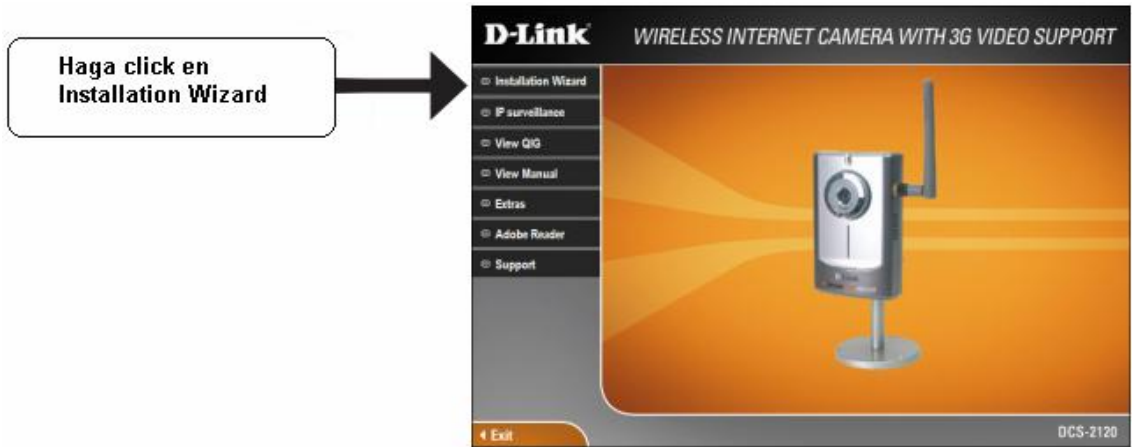 Haga click en
Installation Wizard
D-Link
WIRELESS INTERNET CAMERA WITH 3G VIDEO SUPPORT
Installation Wizard
IP surveillance
View QIG
View Manual
Extras
Adobe Reader
Support
Exit
DCS-2120